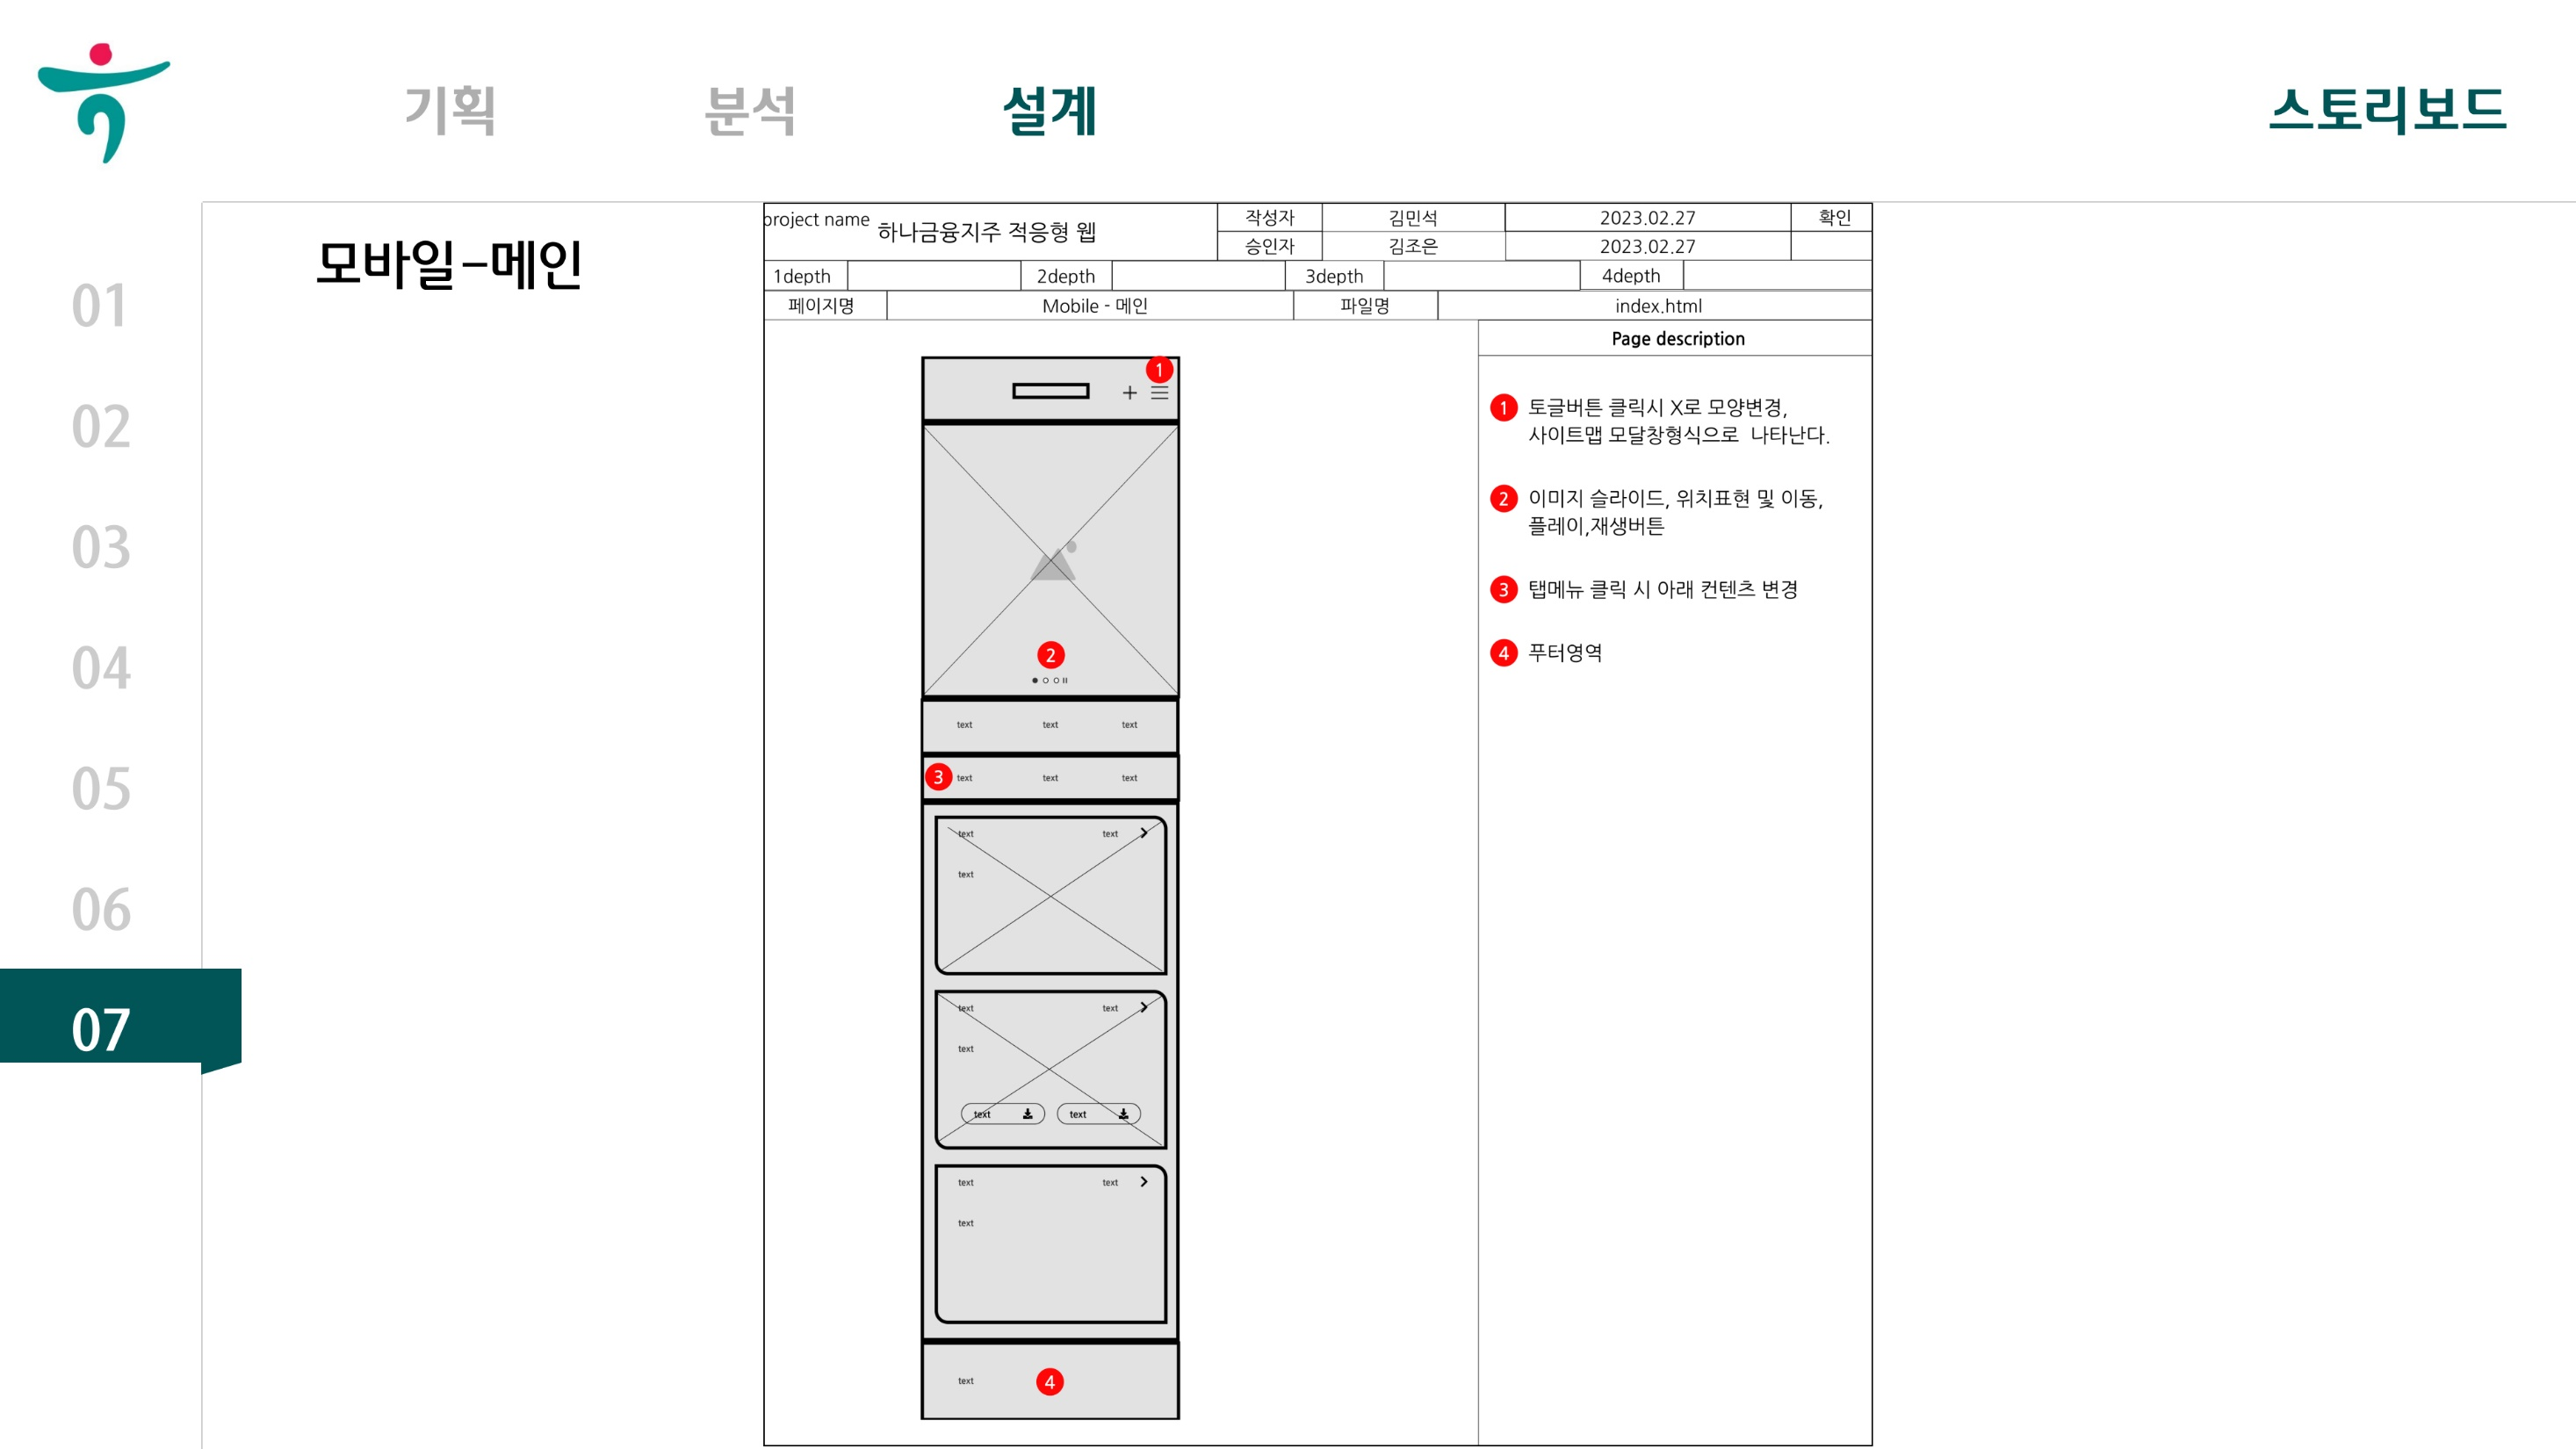 기획 분석 설계 스토리보드
모바일-메인
01
02
03
04
05
06
07
project name 하나금융지주 적응형 웹 작성자 김민석 2023.02.27 확인
승인자 김조은 2023.02.27
1depth 2depth 3depth 4depth
페이지명 Mobile - 메인 파일명 index.html
1
+
2
text text text
3 text text text
text text
text
text text
text
text text
text text
text
text 4
Page description
1 토글버튼 클릭시 X로 모양변경,
사이트맵 모달창형식으로 나타난다.
2 이미지 슬라이드, 위치표현 및 이동,
플레이,재생버튼
3 탭메뉴 클릭 시 아래 컨텐츠 변경
4 푸터영역